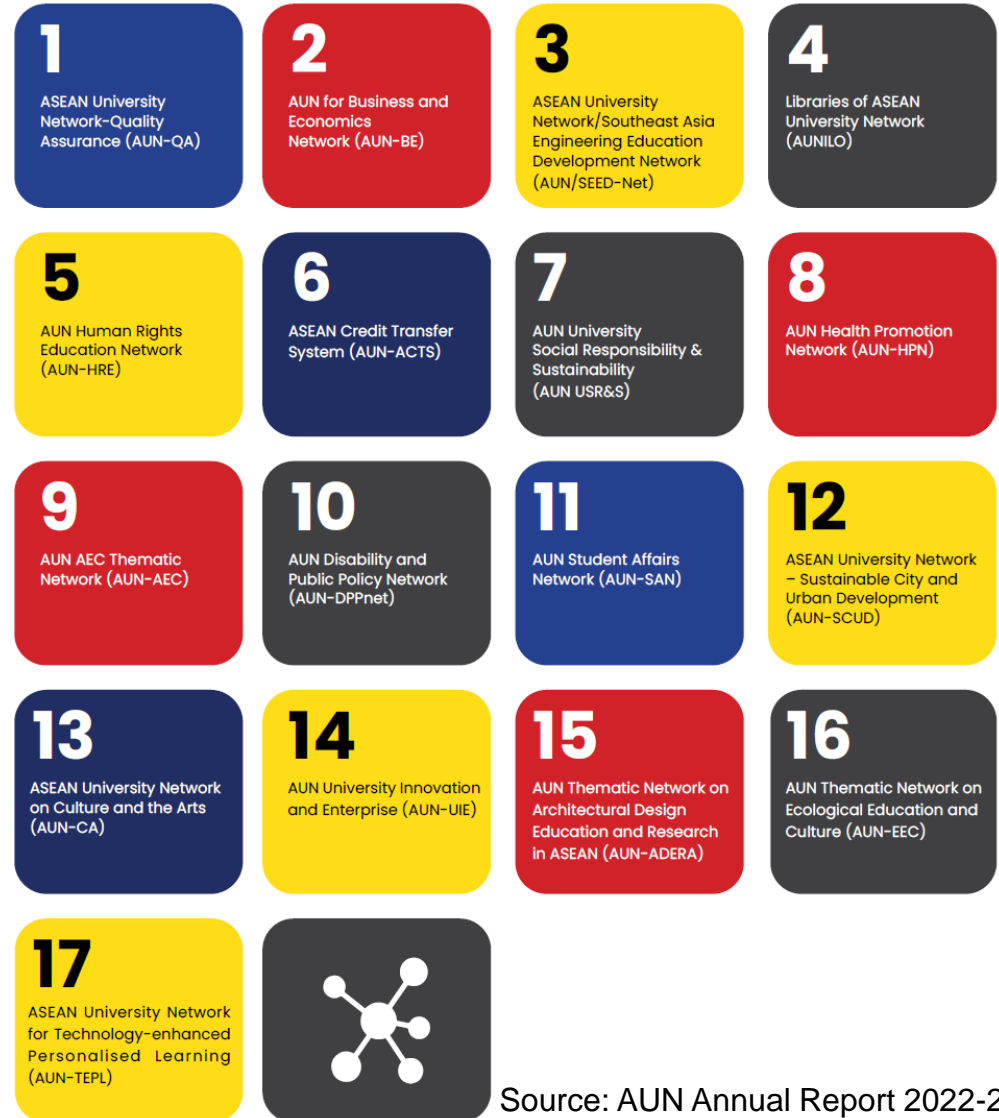 1
ASEAN University
Network-Quality
Assurance (AUN-QA)
2
AUN for Business and
Economics
Network (AUN-BE)
3
ASEAN University
Network/Southeast Asia
Engineering Education
Development Network
(AUN/SEED-Net)
4
Libraries of ASEAN
University Network
(AUNILO)
5
AUN Human Rights
Education Network
(AUN-HRE)
6
ASEAN Credit Transfer
System (AUN-ACTS)
7
AUN University
Social Responsibility &
Sustainability
(AUN USR&S)
8
AUN Health Promotion
Network (AUN-HPN)
9
AUN AEC Thematic
Network (AUN-AEC)
10
AUN Disability and
Public Policy Network
(AUN-DPPnet)
11
AUN Student Affairs
Network (AUN-SAN)
12
ASEAN University Network
– Sustainable City and
Urban Development
(AUN-SCUD)
13
ASEAN University Network
on Culture and the Arts
(AUN-CA)
14
AUN University Innovation
and Enterprise (AUN-UIE)
15
AUN Thematic Network on
Architectural Design
Education and Research
in ASEAN (AUN-ADERA)
16
AUN Thematic Network on
Ecological Education and
Culture (AUN-EEC)
17
ASEAN University Network
for Technology-enhanced
Personalised Learning
(AUN-TEPL)
Source: AUN Annual Report 2022-2